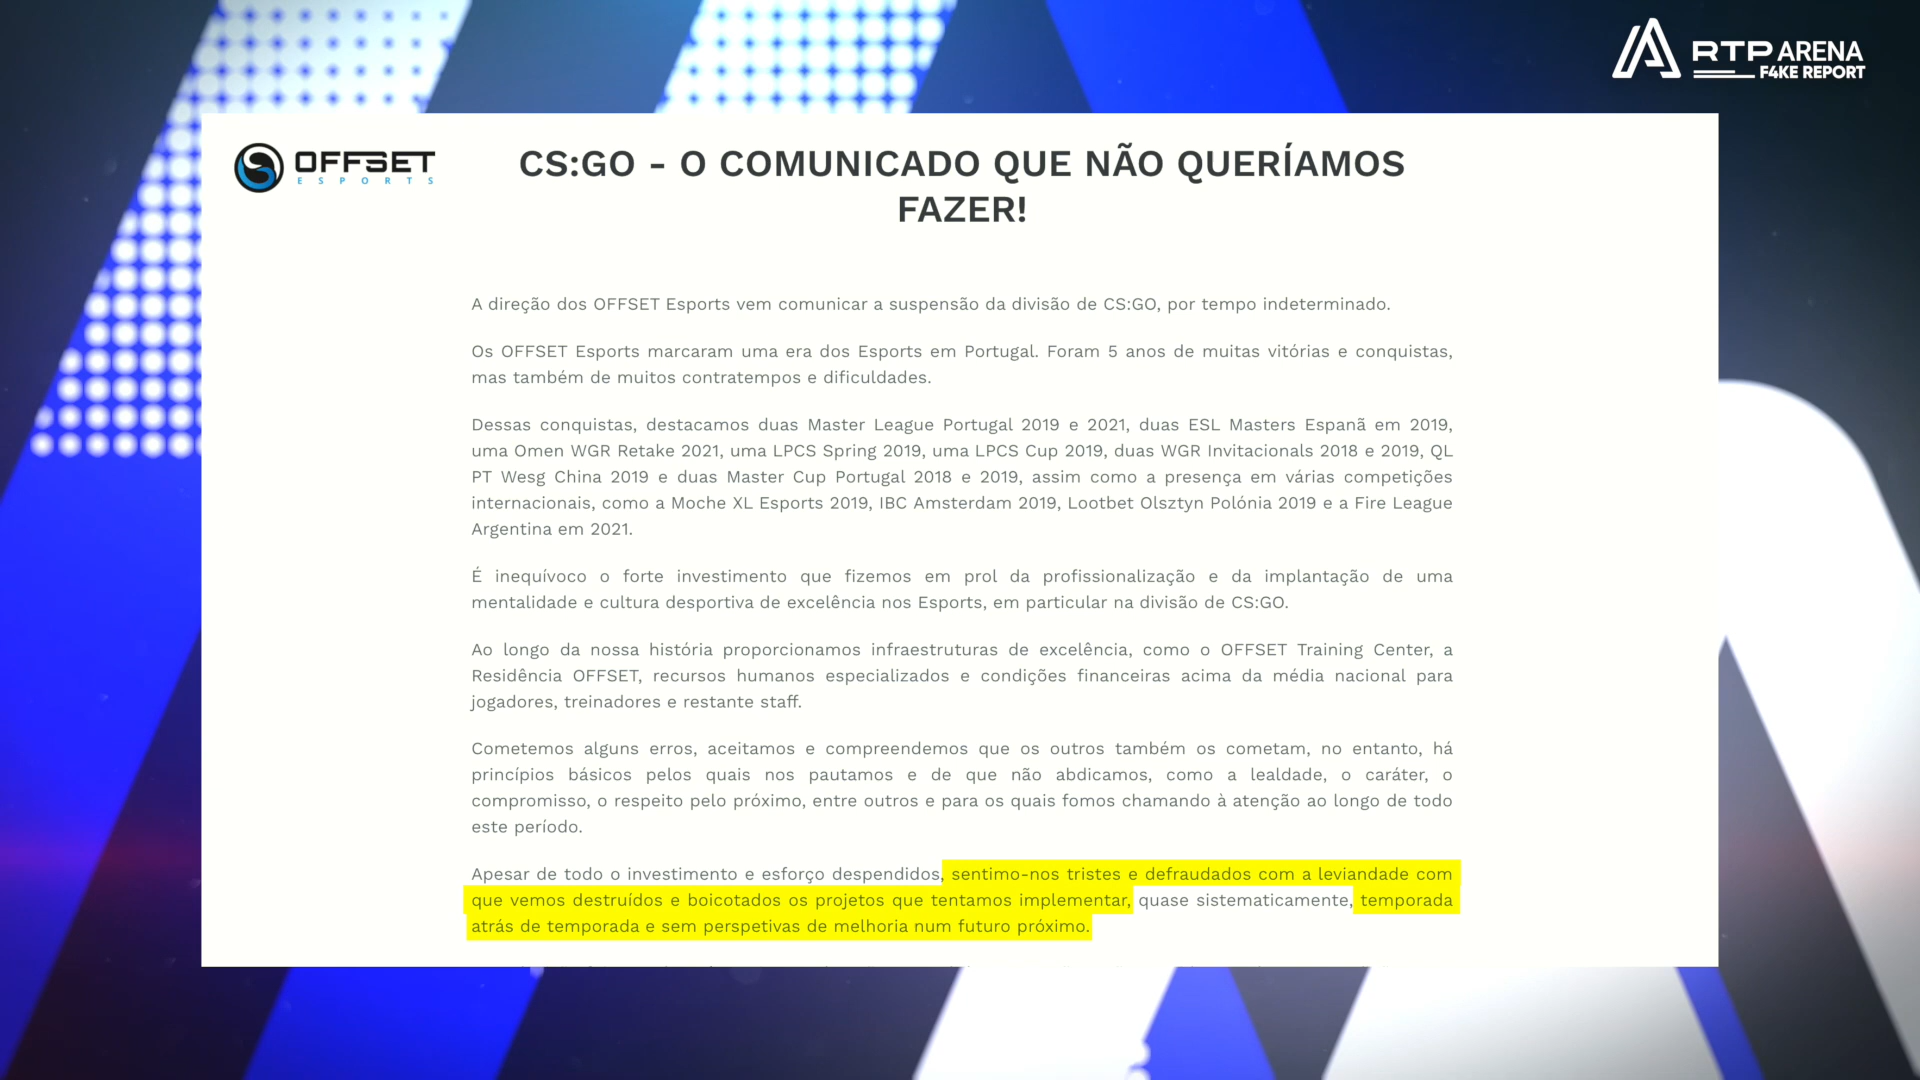 RTP ARENA
F4KE REPORT
OFFSET
ESPORTS
CS:GO - O COMUNICADO QUE NÃO QUERÍAMOS
FAZER!
A direção dos OFFSET Esports vem comunicar a suspensão da divisão de CS:GO, por tempo indeterminado.
Os OFFSET Esports marcaram uma era dos Esports em Portugal. Foram 5 anos de muitas vitórias e conquistas,
mas também de muitos contratempos e dificuldades.
Dessas conquistas, destacamos duas Master League Portugal 2019 e 2021, duas ESL Masters Espanã em 2019,
uma Omen WGR Retake 2021, uma LPCS Spring 2019, uma LPCS Cup 2019, duas WGR Invitacionals 2018 e 2019, QL
PT Wesg China 2019 e duas Master Cup Portugal 2018 e 2019, assim como a presença em várias competições
internacionais, como a Moche XL Esports 2019, IBC Amsterdam 2019, Lootbet Olsztyn Polónia 2019 e a Fire League
Argentina em 2021.
É inequívoco o forte investimento que fizemos em prol da profissionalização e da implantação de uma
mentalidade e cultura desportiva de excelência nos Esports, em particular na divisão de CS:GO.
Ao longo da nossa história proporcionamos infraestruturas de excelência, como o OFFSET Training Center, a
Residência OFFSET, recursos humanos especializados e condições financeiras acima da média nacional para
jogadores, treinadores e restante staff.
Cometemos alguns erros, aceitamos e compreendemos que os outros também os cometam, no entanto, há
princípios básicos pelos quais nos pautamos e de que não abdicamos, como a lealdade, o caráter, o
compromisso, o respeito pelo próximo, entre outros e para os quais fomos chamando à atenção ao longo de todo
este período.
Apesar de todo o investimento e esforço despendidos, sentimo-nos tristes e defraudados com a leviandade com
que vemos destruídos e boicotados os projetos que tentamos implementar, quase sistematicamente, temporada
atrás de temporada e sem perspetivas de melhoria num futuro próximo.